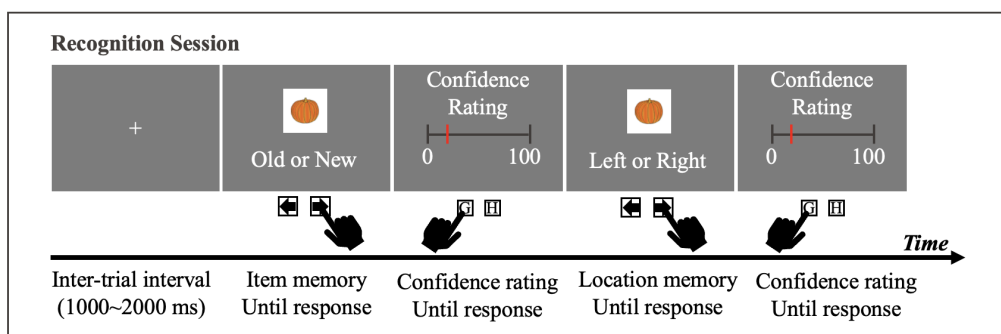 Recognition Session
+
Old or New
Confidence
Rating
0 100
Left or Right
Confidence
Rating
0 100
G H
G H
Time
Inter-trial interval
(1000~2000 ms)
Item memory
Until response
Confidence rating
Until response
Location memory
Until response
Confidence rating
Until response